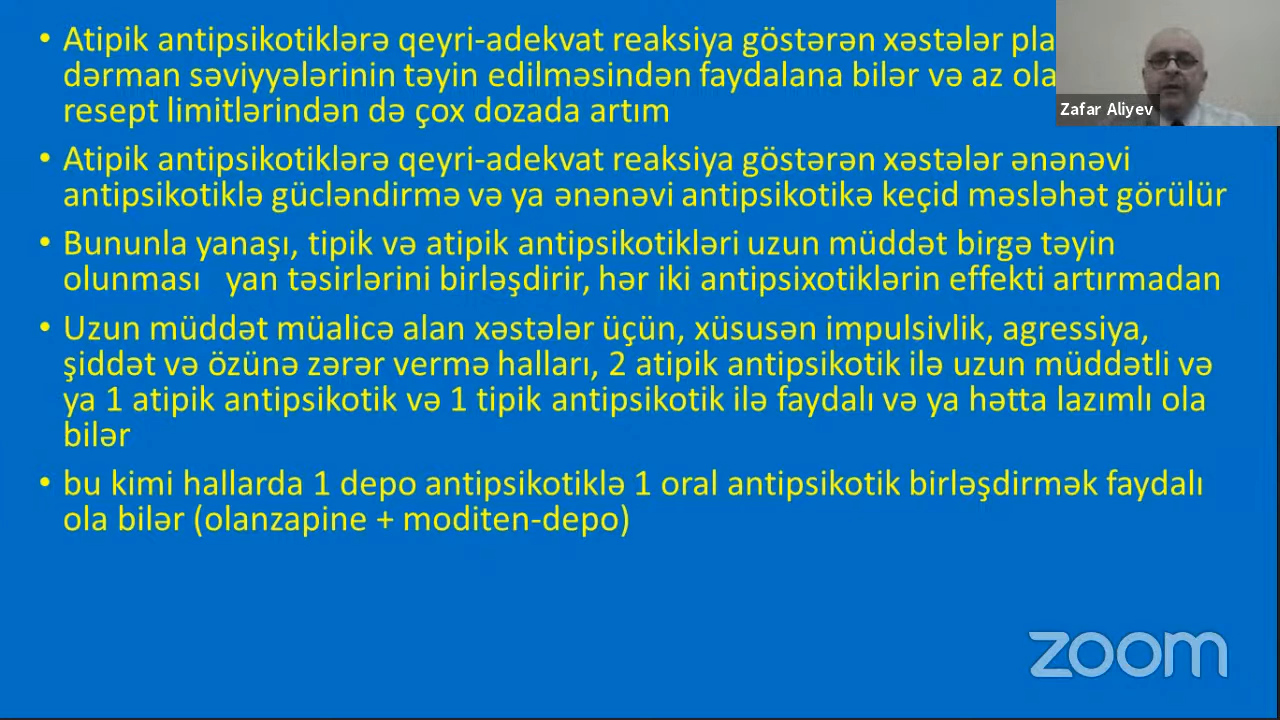 • Atipik antipsikotiklərə qeyri-adekvat reaksiya göstərən xəstələr
dərman səviyyələrinin təyin edilməsindən faydalana bilər və az
resept limitlərindən də çox dozada artım
• Atipik antipsikotiklərə qeyri-adekvat reaksiya göstərən xəstələr ənənəvi
antipsikotiklə gücləndirmə və ya ənənəvi antipsikotikə keçid məsləhət görülür
• Bununla yanaşı, tipik və atipik antipsikotikləri uzun müddət birgə təyin
olunması yan təsirlərini birləşdirir, hər iki antipsixotiklərin effekti artırmadan
• Uzun müddət müalicə alan xəstələr üçün, xüsusən impulsivlik, agressiya,
şiddət və özünə zərər vermə halları, 2 atipik antipsikotik ilə uzun müddətli və
ya 1 atipik antipsikotik və 1 tipik antipsikotik ilə faydalı və ya hətta lazımlı ola
bilər
• bu kimi hallarda 1 depo antipsikotiklə 1 oral antipsikotik birləşdirmək faydalı
ola bilər (olanzapine + moditen-depo)
Zafar Aliyev
zoom